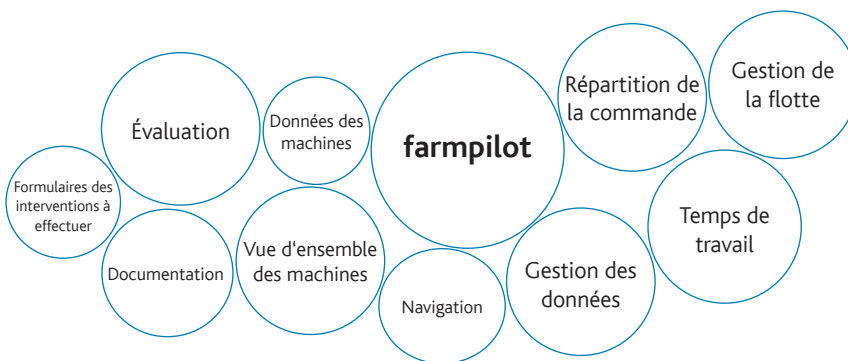 Évaluation
Données des
machines
farmpilot
Répartition de
la commande
Gestion de
la flotte
Formulaires des
interventions à
effectuer
Documentation
Vue d'ensemble
des machines
Navigation
Gestion des
données
Temps de
travail